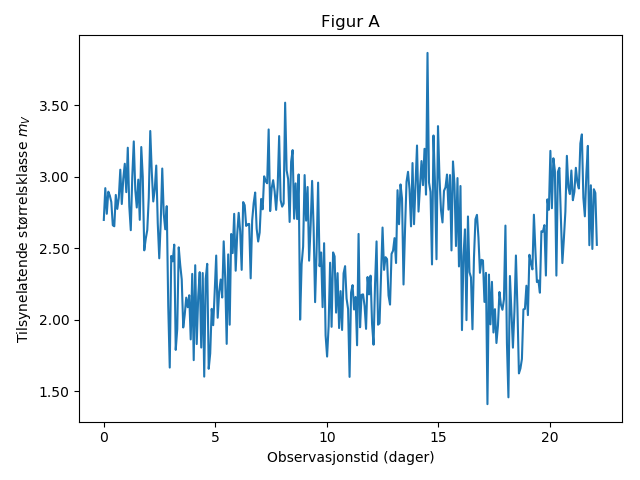 Figur A
Tilsynelatende størrelsklasse $m_V$
3.50
3.00
2.50
2.00
1.50
0 5 10 15 20
Observasjonstid (dager)